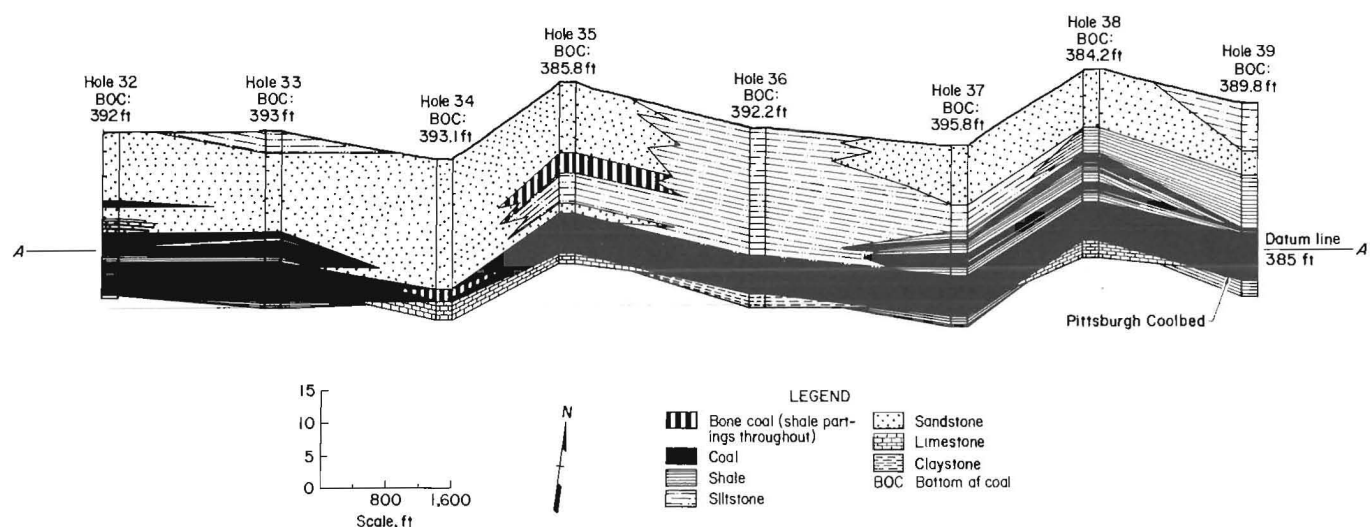 Hole 32
BOC:
392 ft
Hole 33
BOC:
393 ft
Hole 34
BOC:
393.1 ft
Hole 35
BOC:
385.8 ft
Hole 36
BOC:
392.2 ft
Hole 37
BOC:
395.8 ft
Hole 38
BOC:
384.2 ft
Hole 39
BOC:
389.8 ft
A
Datum line
385 ft
A
Pittsburgh Coolbed
15
10
5
0
800 1,600
Scale, ft
N
LEGEND
Bone coal (shale part-
ings throughout)
Coal
Shale
Siltstone
Sandstone
Limestone
Claystone
BOC Bottom of coal